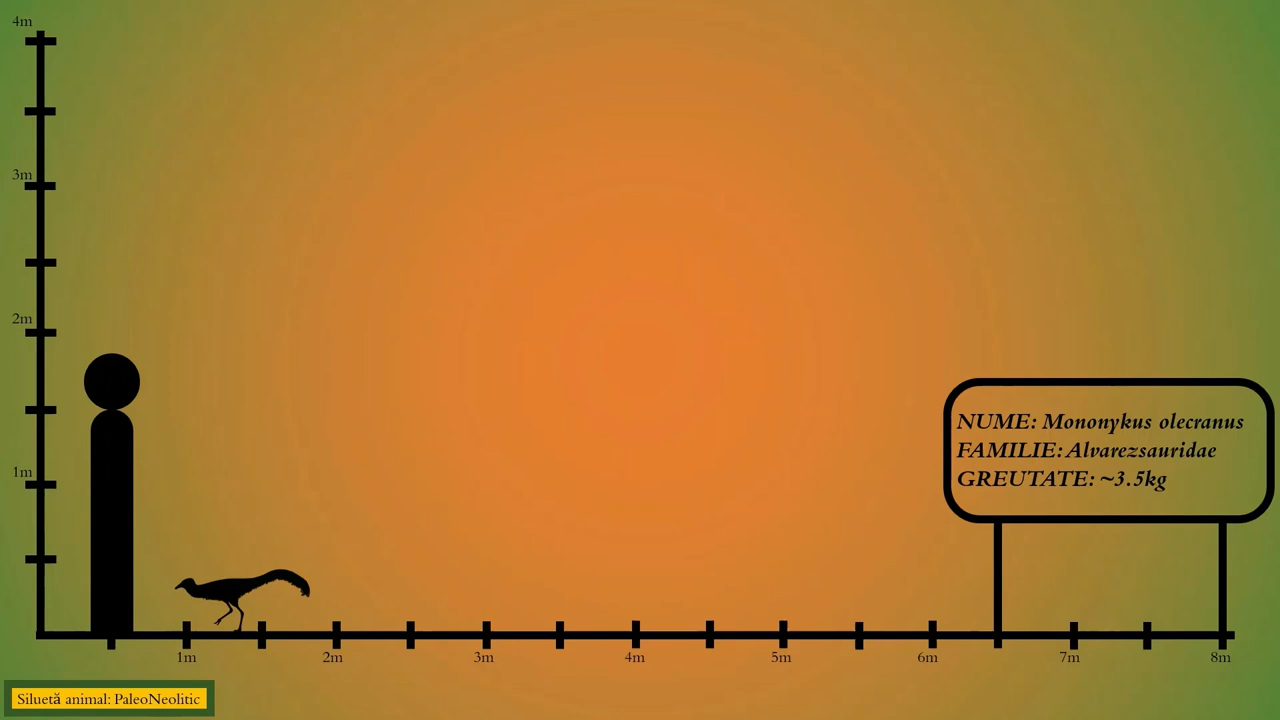 4m
3m
2m
1m
NUME: Mononykus olecranus
FAMILIE: Alvarezsauridae
GREUTATE: ~3.5kg
1m 2m 3m 4m 5m 6m 7m 8m
Siluetă animal: PaleoNeolitic